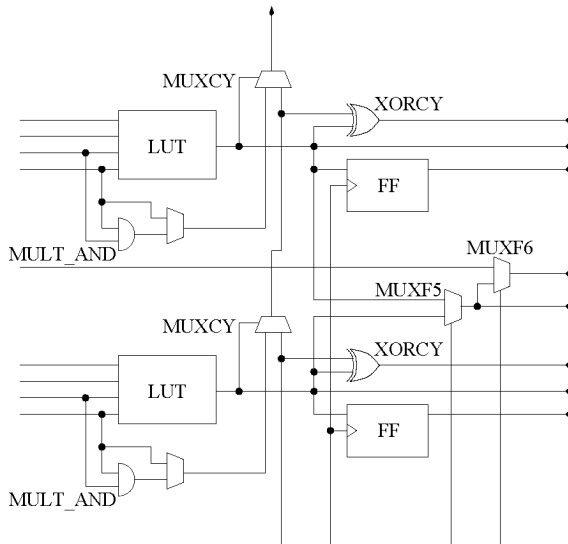 MUXCY
XORCY
LUT
FF
MULT_AND
MUXF6
MUXF5
MUXCY
XORCY
LUT
FF
MULT_AND